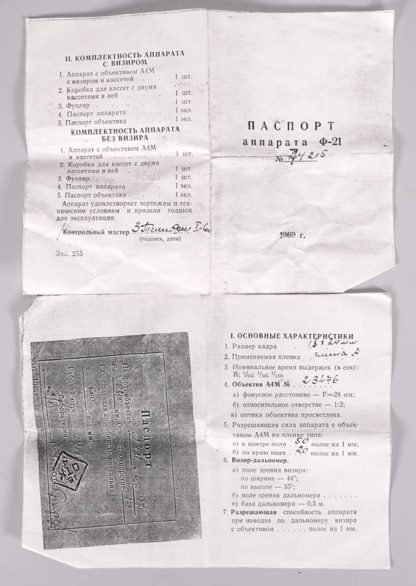 II. КОМПЛЕКТНОСТЬ АППАРАТА
С ВИЗИРОМ
1. Аппарат с объективом А4М
с визиром и кассетой . . . 1 шт.
2. Коробка для кассет с двумя
кассетами в ней . . . 1 шт.
3. Футляр . . . 1 шт.
4. Паспорт аппарата . . . 1 экз.
5. Паспорт объектива . . . 1 экз.
КОМПЛЕКТНОСТЬ АППАРАТА
БЕЗ ВИЗИРА
1. Аппарат с объективом А4М
и кассетой . . . 1 шт.
2. Коробка для кассет с двумя
кассетами в ней . . . 1 шт.
3. Футляр . . . 1 шт.
4. Паспорт аппарата . . . 1 экз.
5. Паспорт объектива . . . 1 экз.
Аппарат удовлетворяет чертежам и тех-
ническим условиям и признан годным
для эксплуатации.
Контрольный мастер
(подпись, дата)
Зак. 255
ПАСПОРТ
аппарата Ф-21
№ 24215
1960 г.
I. ОСНОВНЫЕ ХАРАКТЕРИСТИКИ
1. Размер кадра . 18×24мм
2. Применяемая пленка .
3. Номинальное время выдержек (в сек):
В;
4. Объектив А4М № . 23476
а) фокусное расстояние — F=28 мм;
б) относительное отверстие — 1:2;
в) оптика объектива просветлена.
5. Разрешающая сила аппарата с объек-
тивом А4М на пленке типа:
а) в центре поля . 50 полос на 1 мм;
б) по краю поля . 20 полос на 1 мм.
6. Визир-дальномер.
а) поле зрения визира:
по ширине — 44°;
по высоте — 35°;
б) поле зрения дальномера . . . . . . .
в) база дальномера — 0,5 м.
7. Разрешающая способность аппарата
при наводке по дальномеру визира
с объективом . . . . . . полос на 1 мм.
Паспорт